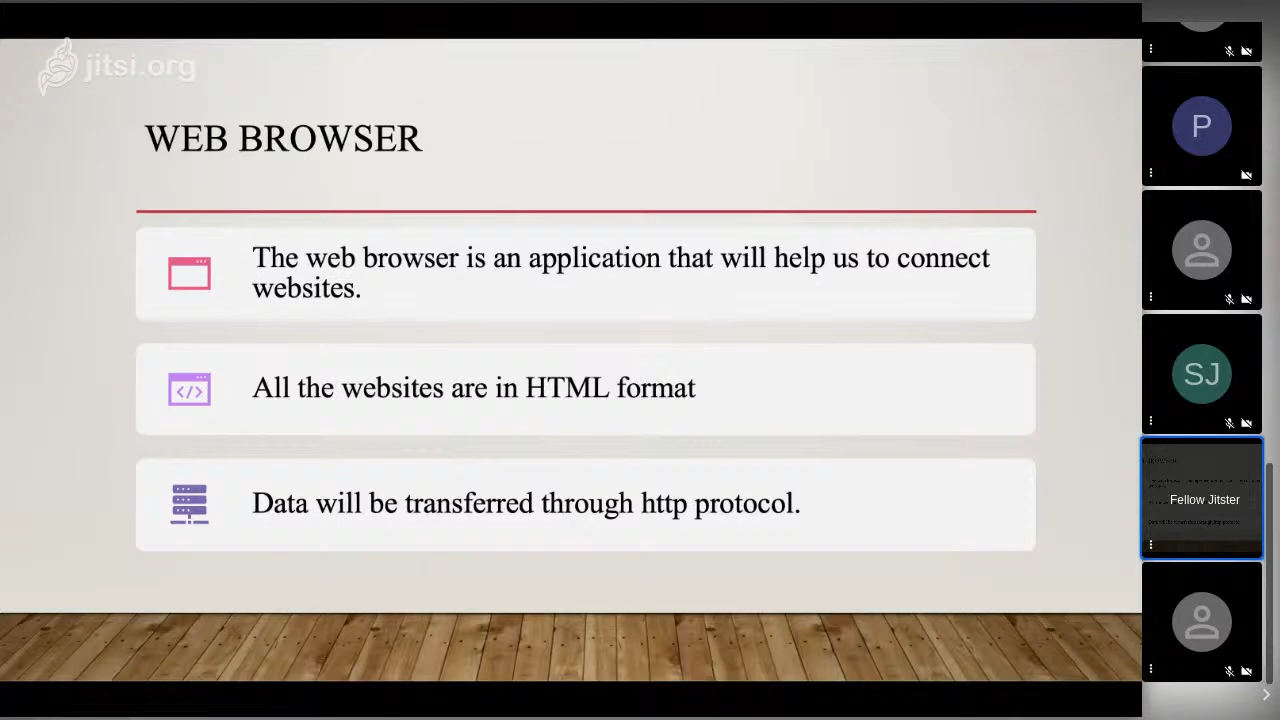 jitsi.org
WEB BROWSER
The web browser is an application that will help us to connect
websites.
All the websites are in HTML format
Data will be transferred through http protocol.
P
SJ
Fellow Jitster